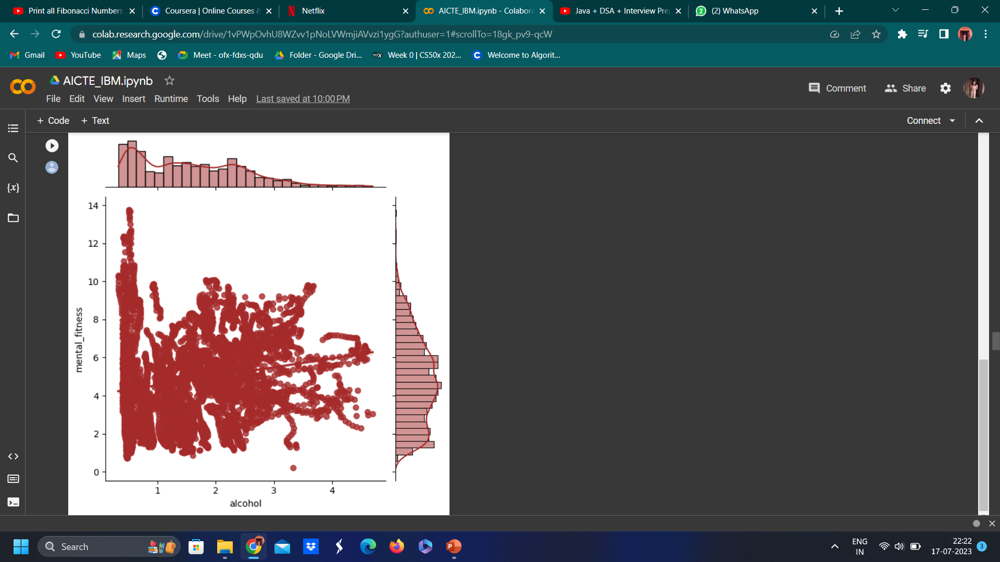 Print all Fibonacci Numbers
Coursera | Online Courses &
Netflix
AICTE_IBM.ipynb - Colabora
Java + DSA + Interview Pre
(2) WhatsApp
colab.research.google.com/drive/1vPWpOvhU8WZvv1pNoLVWmjiAVvzi1ygG?authuser=1#scrollTo=18gk_pv9-qcW
Gmail
YouTube
Maps
Meet - ofx-fdxs-qdu
Folder - Google Dri...
edX
Week 0 | CS50x 202...
Welcome to Algorit...
AICTE_IBM.ipynb
Comment
Share
File Edit View Insert Runtime Tools Help Last saved at 10:00 PM
+ Code + Text
Connect
{x}
14
12
10
8
6
4
2
0
mental_fitness
1 2 3 4
alcohol
Search
ENG
IN
22:22
17-07-2023
3